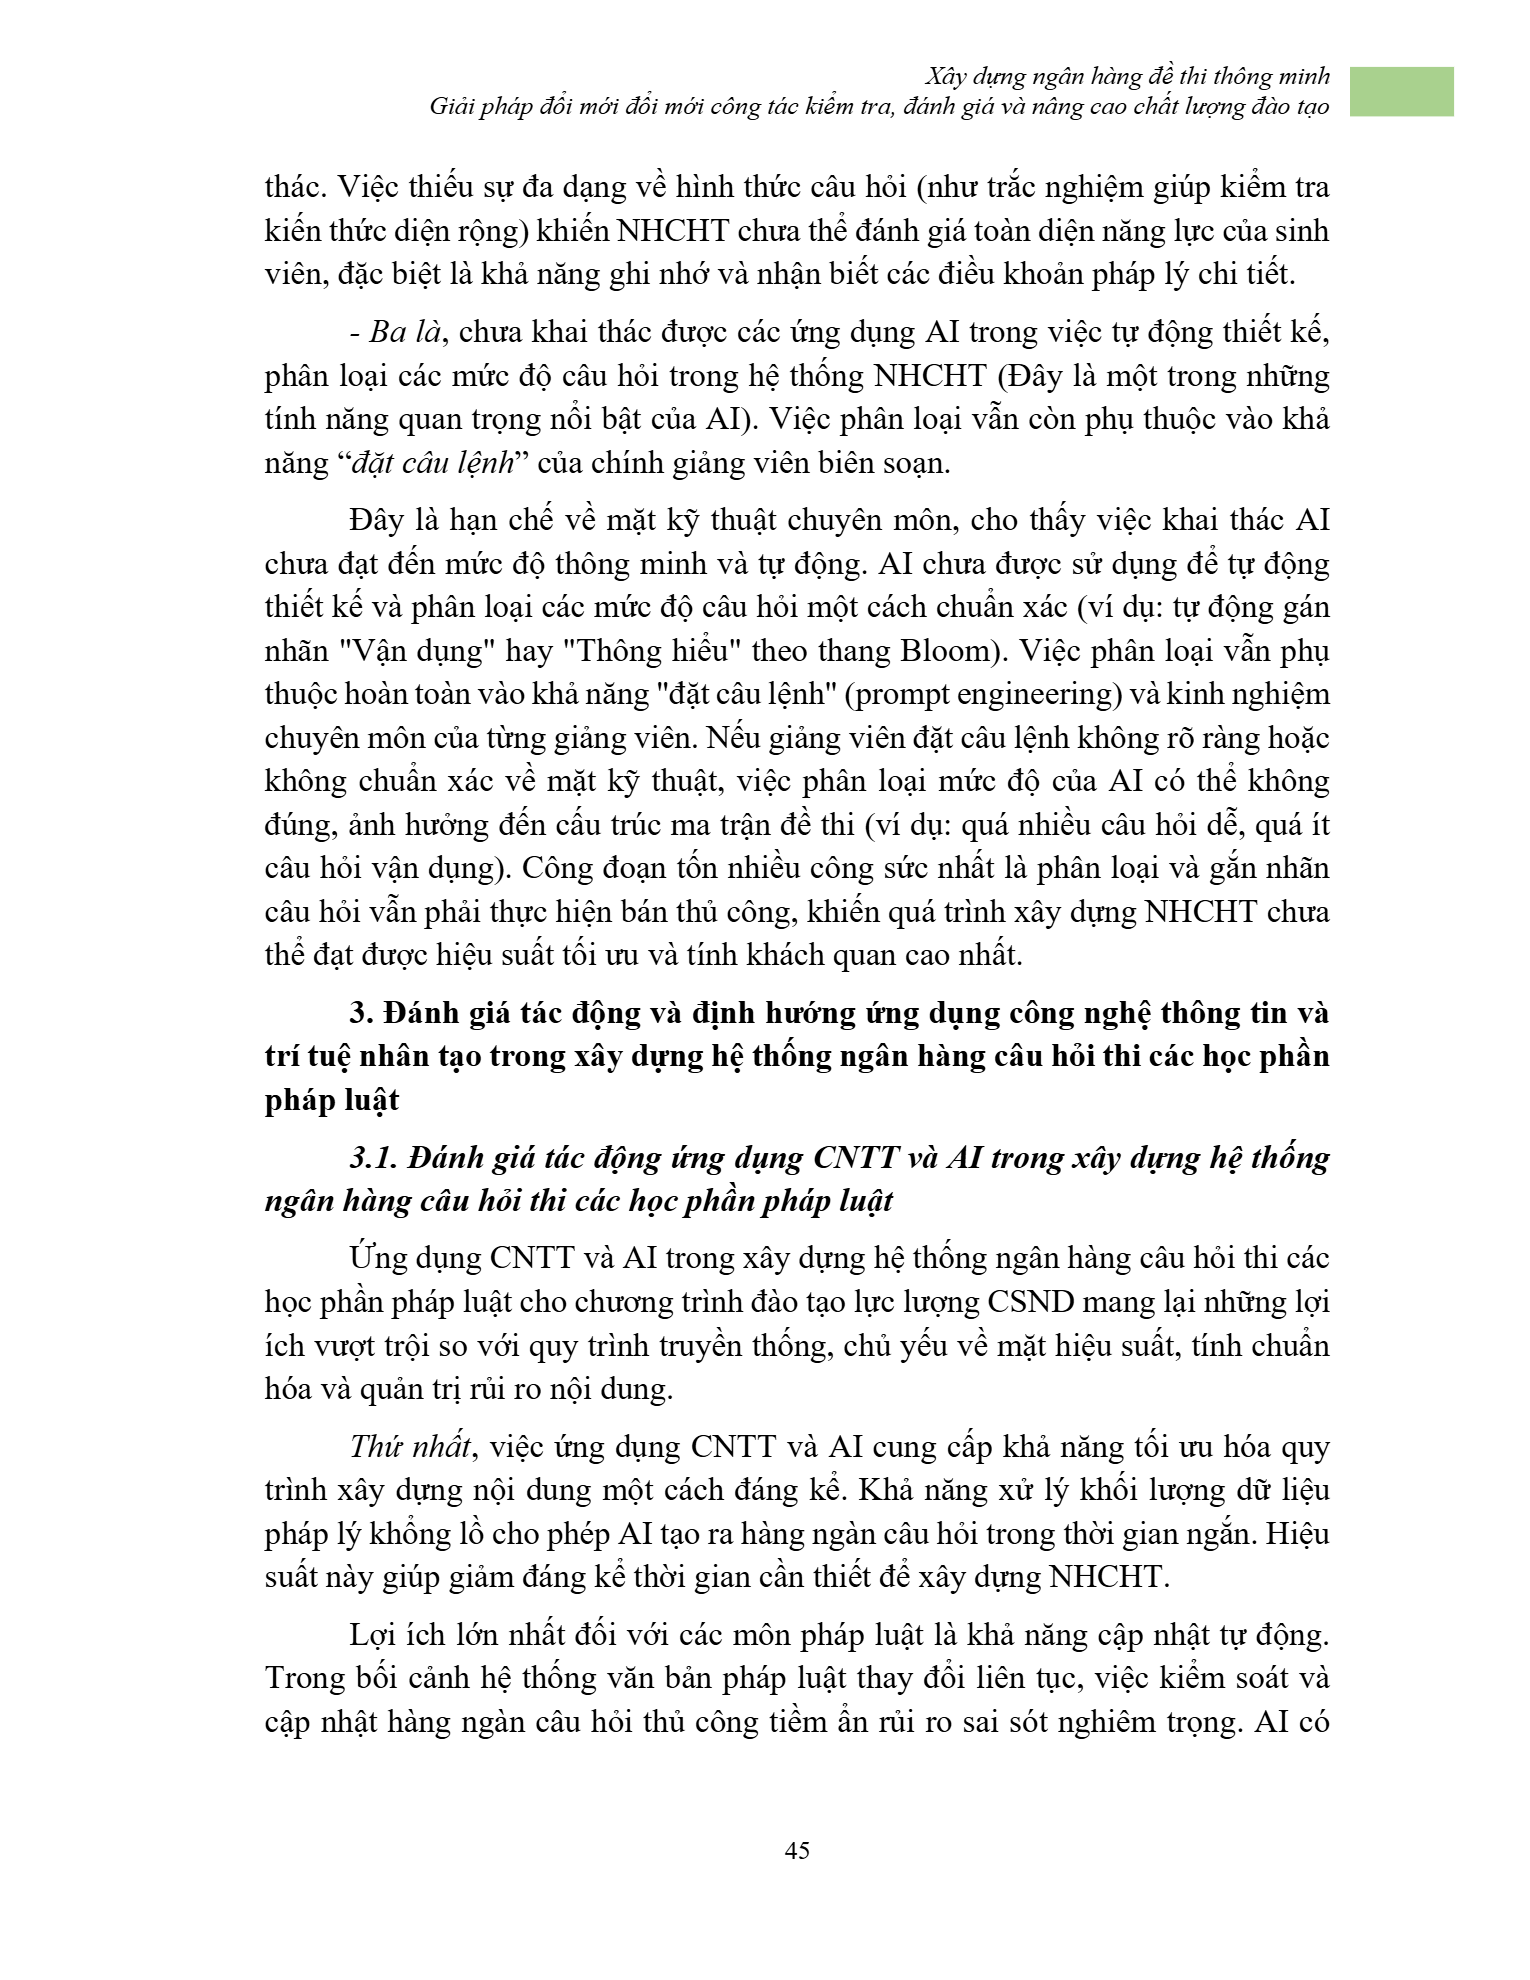 Xây dựng ngân hàng đề thi thông minh
Giải pháp đổi mới đổi mới công tác kiểm tra, đánh giá và nâng cao chất lượng đào tạo
thác. Việc thiếu sự đa dạng về hình thức câu hỏi (như trắc nghiệm giúp kiểm tra
kiến thức diện rộng) khiến NHCHT chưa thể đánh giá toàn diện năng lực của sinh
viên, đặc biệt là khả năng ghi nhớ và nhận biết các điều khoản pháp lý chi tiết.
- Ba là, chưa khai thác được các ứng dụng AI trong việc tự động thiết kế,
phân loại các mức độ câu hỏi trong hệ thống NHCHT (Đây là một trong những
tính năng quan trọng nổi bật của AI). Việc phân loại vẫn còn phụ thuộc vào khả
năng “đặt câu lệnh” của chính giảng viên biên soạn.
Đây là hạn chế về mặt kỹ thuật chuyên môn, cho thấy việc khai thác AI
chưa đạt đến mức độ thông minh và tự động. AI chưa được sử dụng để tự động
thiết kế và phân loại các mức độ câu hỏi một cách chuẩn xác (ví dụ: tự động gán
nhãn "Vận dụng" hay "Thông hiểu" theo thang Bloom). Việc phân loại vẫn phụ
thuộc hoàn toàn vào khả năng "đặt câu lệnh" (prompt engineering) và kinh nghiệm
chuyên môn của từng giảng viên. Nếu giảng viên đặt câu lệnh không rõ ràng hoặc
không chuẩn xác về mặt kỹ thuật, việc phân loại mức độ của AI có thể không
đúng, ảnh hưởng đến cấu trúc ma trận đề thi (ví dụ: quá nhiều câu hỏi dễ, quá ít
câu hỏi vận dụng). Công đoạn tốn nhiều công sức nhất là phân loại và gắn nhãn
câu hỏi vẫn phải thực hiện bán thủ công, khiến quá trình xây dựng NHCHT chưa
thể đạt được hiệu suất tối ưu và tính khách quan cao nhất.
3. Đánh giá tác động và định hướng ứng dụng công nghệ thông tin và
trí tuệ nhân tạo trong xây dựng hệ thống ngân hàng câu hỏi thi các học phần
pháp luật
3.1. Đánh giá tác động ứng dụng CNTT và AI trong xây dựng hệ thống
ngân hàng câu hỏi thi các học phần pháp luật
Ứng dụng CNTT và AI trong xây dựng hệ thống ngân hàng câu hỏi thi các
học phần pháp luật cho chương trình đào tạo lực lượng CSND mang lại những lợi
ích vượt trội so với quy trình truyền thống, chủ yếu về mặt hiệu suất, tính chuẩn
hóa và quản trị rủi ro nội dung.
Thứ nhất, việc ứng dụng CNTT và AI cung cấp khả năng tối ưu hóa quy
trình xây dựng nội dung một cách đáng kể. Khả năng xử lý khối lượng dữ liệu
pháp lý khổng lồ cho phép AI tạo ra hàng ngàn câu hỏi trong thời gian ngắn. Hiệu
suất này giúp giảm đáng kể thời gian cần thiết để xây dựng NHCHT.
Lợi ích lớn nhất đối với các môn pháp luật là khả năng cập nhật tự động.
Trong bối cảnh hệ thống văn bản pháp luật thay đổi liên tục, việc kiểm soát và
cập nhật hàng ngàn câu hỏi thủ công tiềm ẩn rủi ro sai sót nghiêm trọng. AI có
45